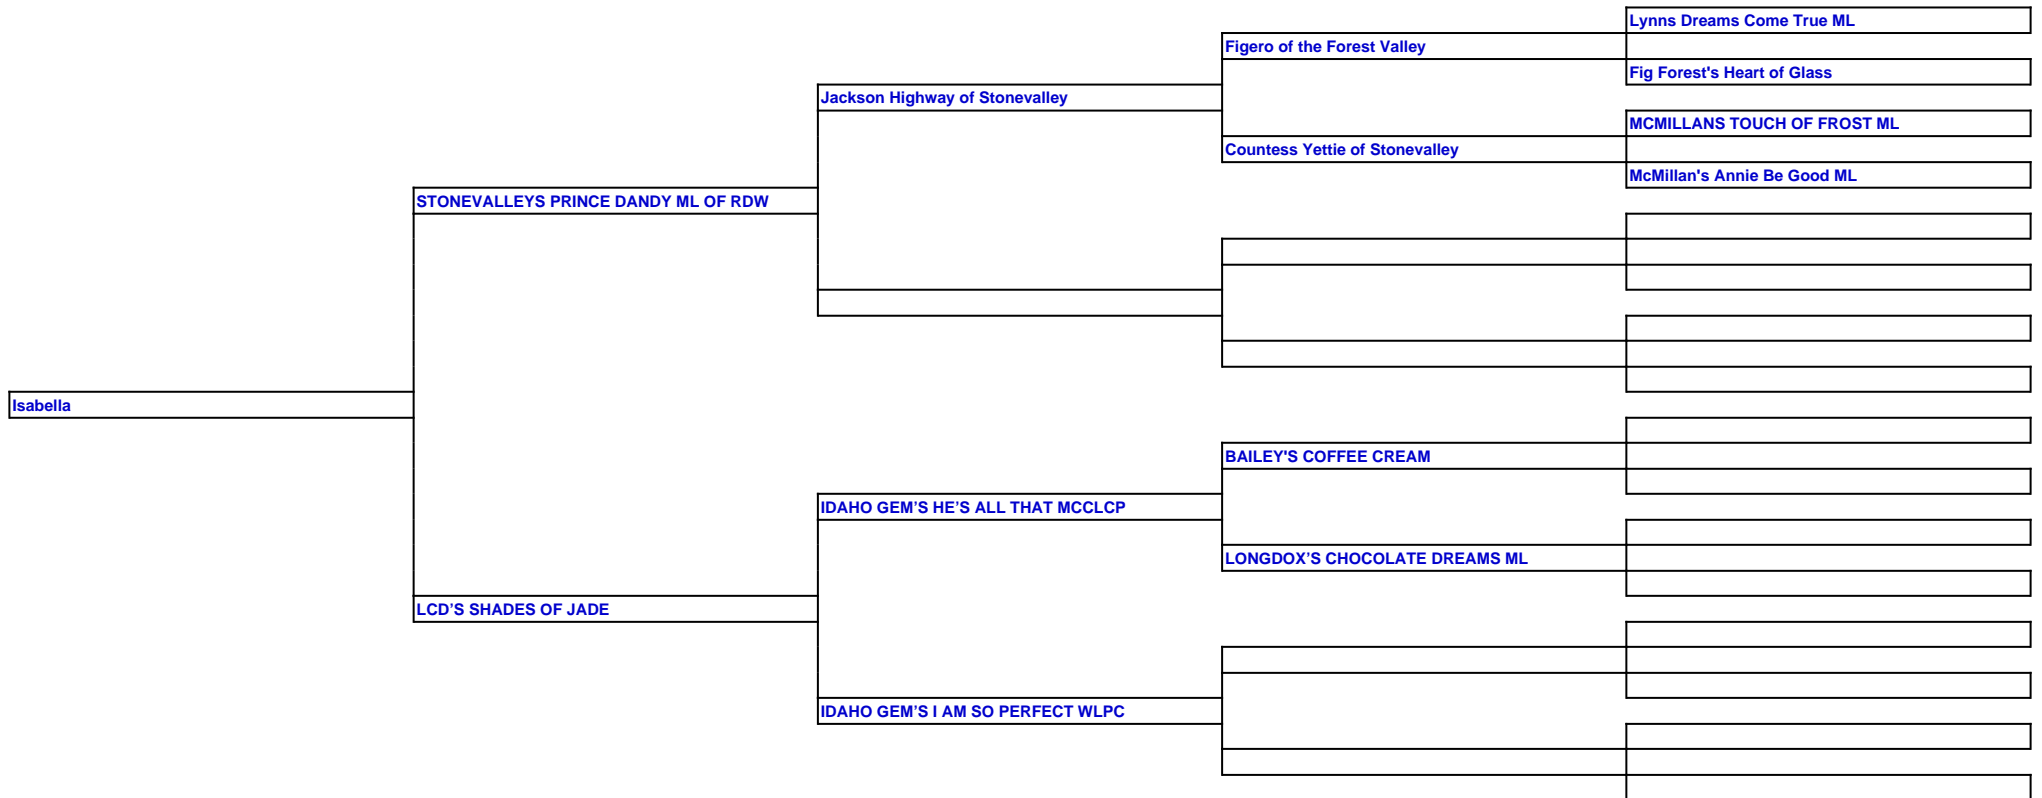 Lynns Dreams Come True ML
Figero of the Forest Valley
Fig Forest's Heart of Glass
Jackson Highway of Stonevalley
MCMILLANS TOUCH OF FROST ML
Countess Yettie of Stonevalley
McMillan's Annie Be Good ML
STONEVALLEYS PRINCE DANDY ML OF RDW
Isabella
BAILEY'S COFFEE CREAM
IDAHO GEM’S HE’S ALL THAT MCCLCP
LONGDOX’S CHOCOLATE DREAMS ML
LCD’S SHADES OF JADE
IDAHO GEM’S I AM SO PERFECT WLPC